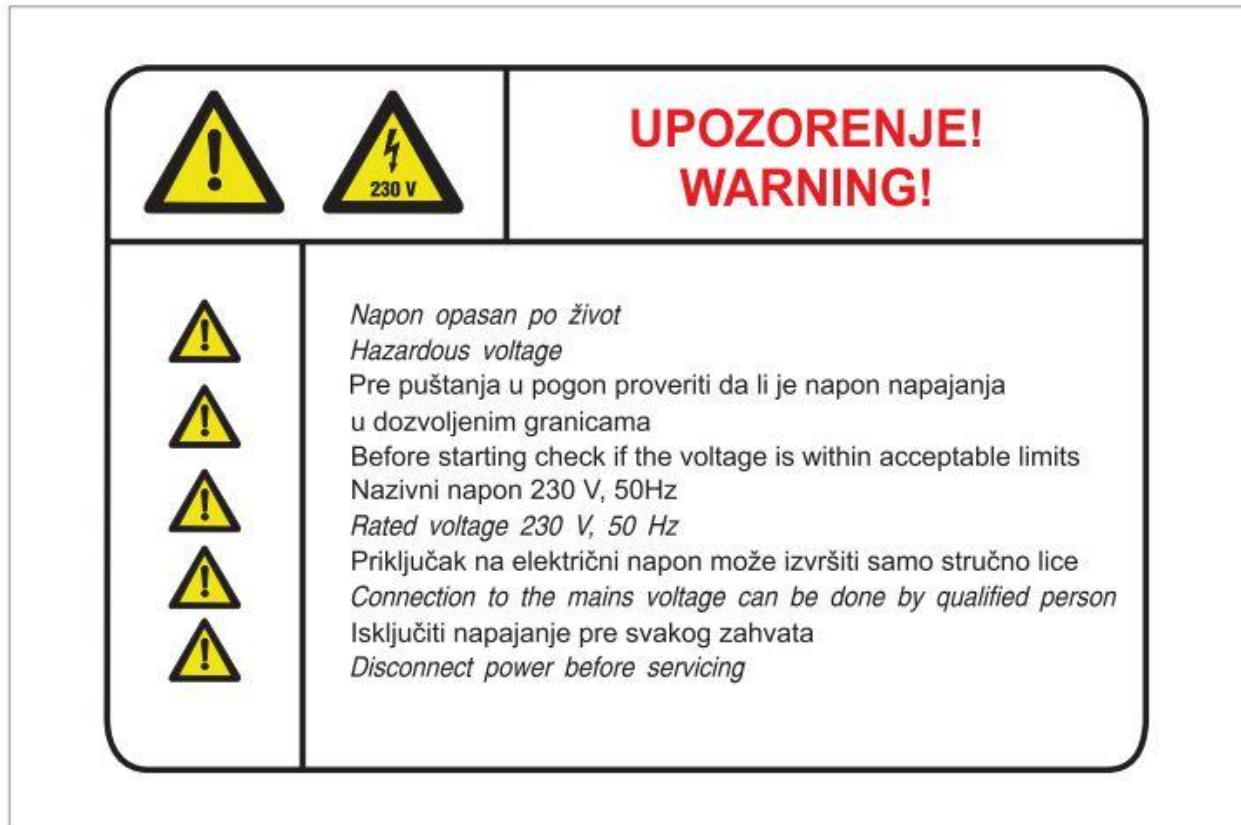 230 V
UPOZORENJE!
WARNING!
Napon opasan po život
Hazardous voltage
Pre puštanja u pogon proveriti da li je napon napajanja
u dozvoljenim granicama
Before starting check if the voltage is within acceptable limits
Nazivni napon 230 V, 50Hz
Rated voltage 230 V, 50 Hz
Priključak na električni napon može izvršiti samo stručno lice
Connection to the mains voltage can be done by qualified person
Isključiti napajanje pre svakog zahvata
Disconnect power before servicing